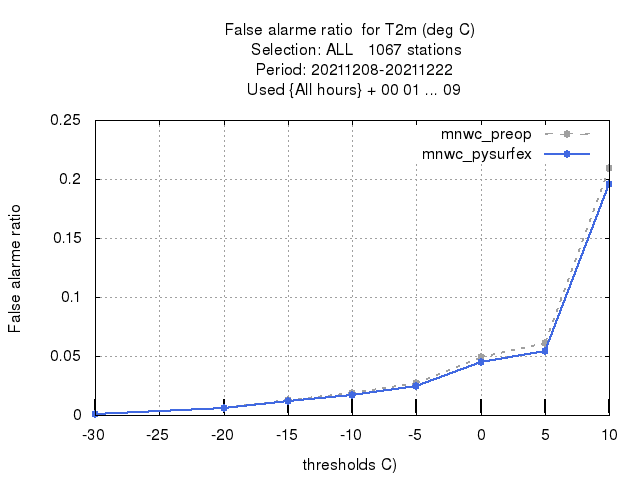 False alarme ratio  for T2m (deg C)
Selection: ALL   1067 stations
Period: 20211208-20211222
Used {All hours} + 00 01 ... 09
mnwc_preop
mnwc_pysurfex
0.25
0.2
0.15
0.1
0.05
0
False alarme ratio
-30 -25 -20 -15 -10 -5 0 5 10
thresholds C)